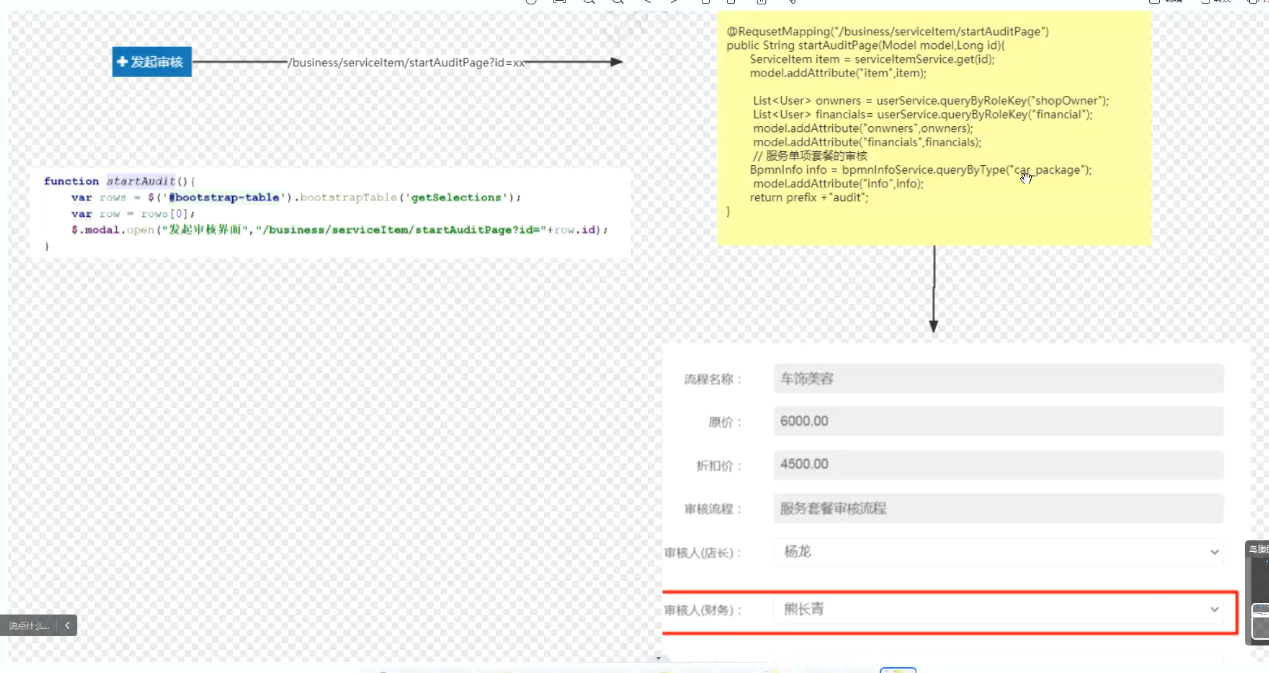 发起审核
/business/serviceItem/startAuditPage?id=xx
@RequsetMapping("/business/serviceItem/startAuditPage")
public String startAuditPage(Model model,Long id){
ServiceItem item = serviceItemService.get(id);
model.addAttribute("item",item);
List<User> onwners = userService.queryByRoleKey("shopOwner");
List<User> financials= userService.queryByRoleKey("financial");
model.addAttribute("onwners",onwners);
model.addAttribute("financials",financials);
// 服务单项套餐的审核
BpmnInfo info = bpmnInfoService.queryByType("car_package");
model.addAttribute("info",info);
return prefix +"audit";
}
function startAudit(){
var rows = $('#bootstrap-table').bootstrapTable('getSelections');
var row = rows[0];
$.modal.open("发起审核界面","/business/serviceItem/startAuditPage?id="+row.id);
}
流程名称： 车饰美容
原价： 6000.00
折扣价： 4500.00
审核流程： 服务套餐审核流程
审核人(店长)： 杨龙
审核人(财务)： 熊长青
说点什么...